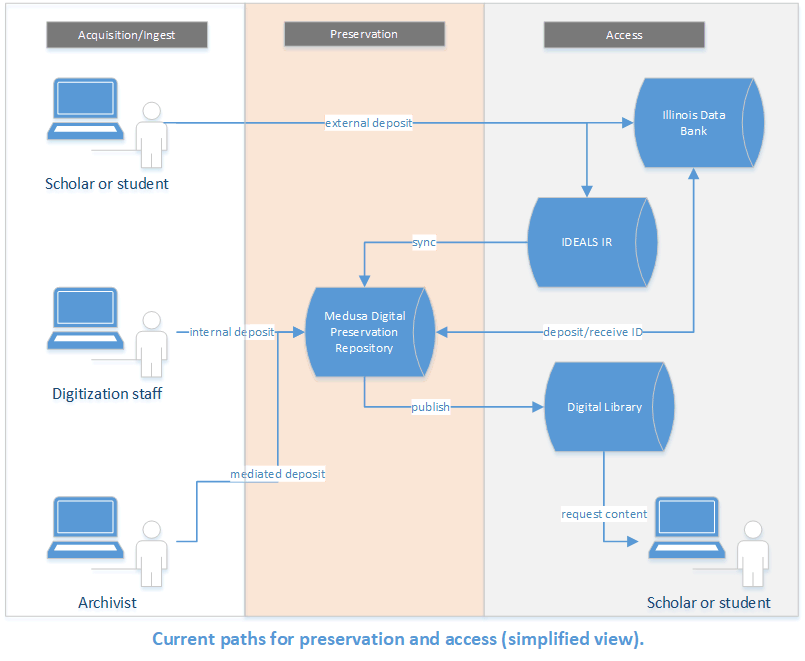 Acquisition/Ingest
Preservation
Access
external deposit
Illinois Data
Bank
Scholar or student
sync
IDEALS IR
Medusa Digital
Preservation
Repository
internal deposit
deposit/receive ID
Digitization staff
publish
Digital Library
mediated deposit
request content
Archivist
Scholar or student
Current paths for preservation and access (simplified view).